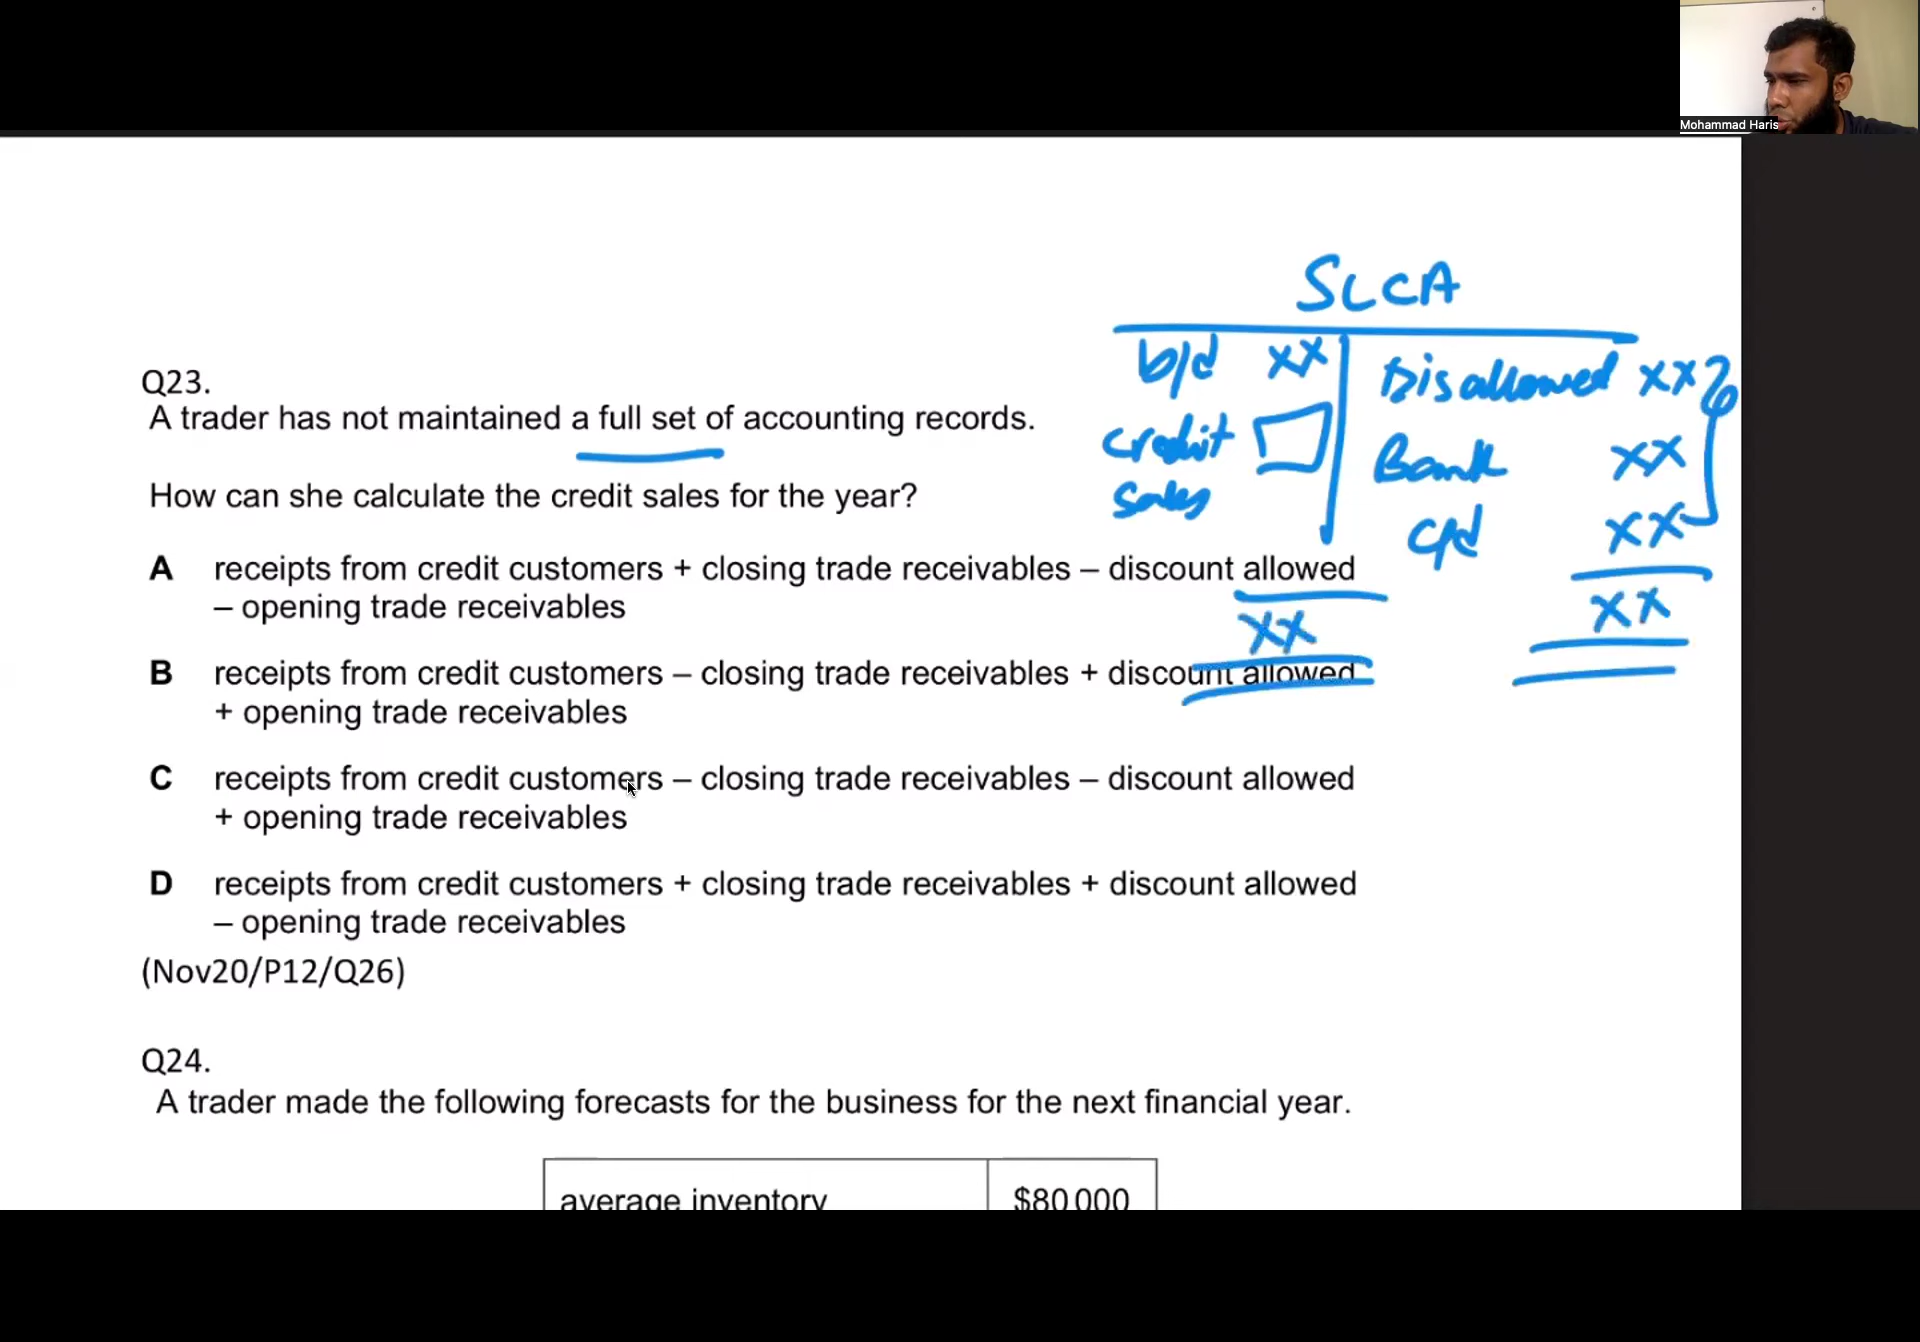 Mohammad Haris
SLCA
b/d xx
Disallowed xx
credit
sales
Bank xx
c/d xx
xx
xx
Q23.
A trader has not maintained a full set of accounting records.
How can she calculate the credit sales for the year?
A receipts from credit customers + closing trade receivables – discount allowed
– opening trade receivables
B receipts from credit customers – closing trade receivables + discount allowed
+ opening trade receivables
C receipts from credit customers – closing trade receivables – discount allowed
+ opening trade receivables
D receipts from credit customers + closing trade receivables + discount allowed
– opening trade receivables
(Nov20/P12/Q26)
Q24.
A trader made the following forecasts for the business for the next financial year.
average inventory $80 000